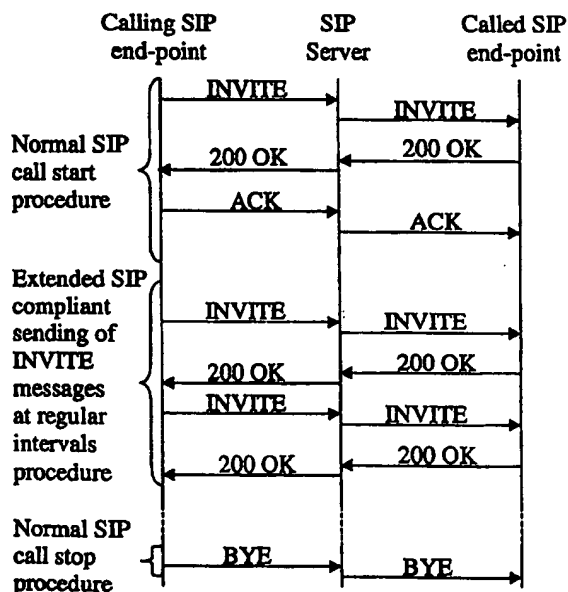 Calling SIP end-point
SIP Server
Called SIP end-point
INVITE
INVITE
Normal SIP
call start
procedure
200 OK
200 OK
ACK
ACK
Extended SIP
compliant
sending of
INVITE
messages
at regular
intervals
procedure
INVITE
INVITE
200 OK
200 OK
INVITE
INVITE
200 OK
200 OK
Normal SIP
call stop
procedure
BYE
BYE